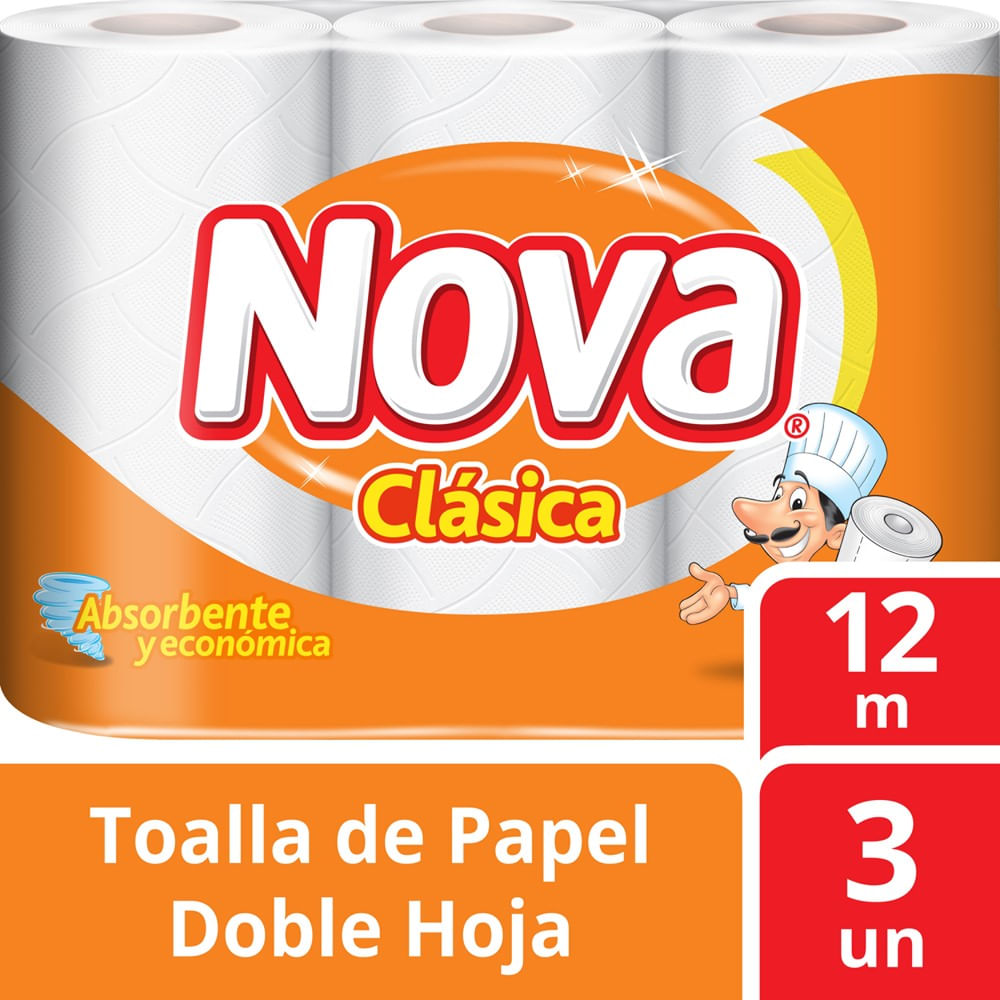 Nova®
Clásica
Absorbente
y económica
12
m
Toalla de Papel
Doble Hoja
3
un